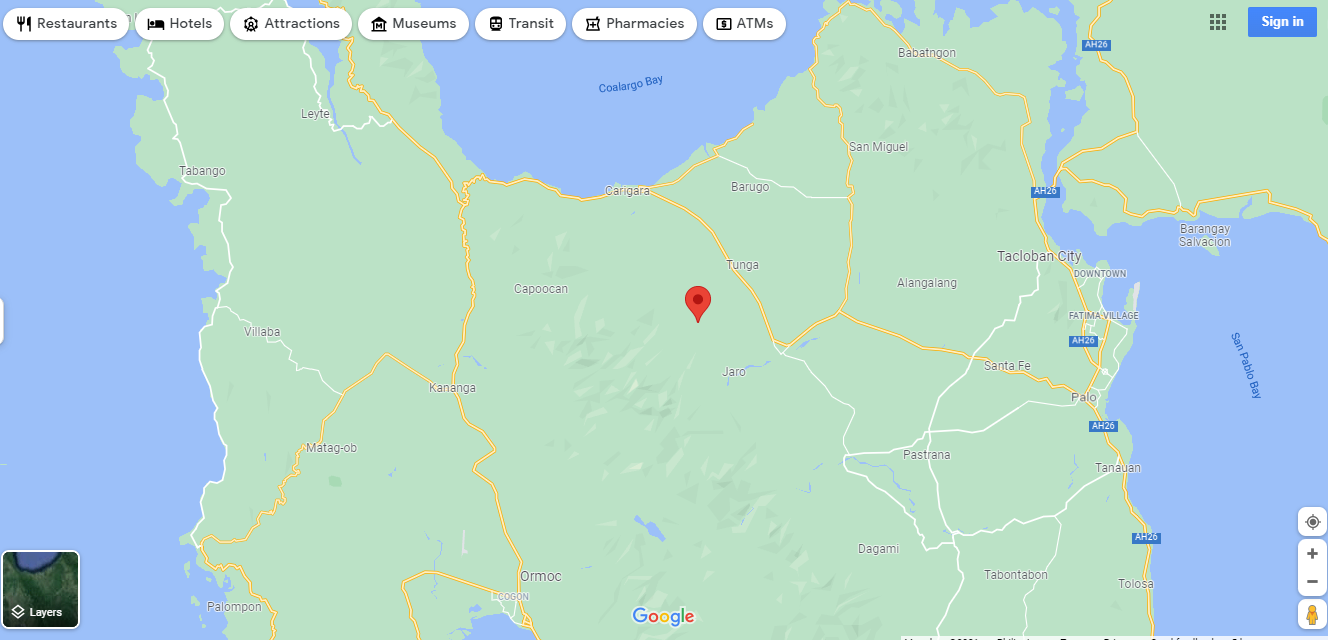 Restaurants
Hotels
Attractions
Museums
Transit
Pharmacies
ATMs
Sign in
AH26
Babatngon
Coalargo Bay
Leyte
San Miguel
Tabango
Carigara
Barugo
AH26
Barangay
Salvacion
Tacloban City
Tunga
DOWNTOWN
Capoocan
Alangalang
FATIMA VILLAGE
Villaba
AH26
San Pablo Bay
Jaro
Santa Fe
Kananga
Palo
AH26
Matag-ob
Pastrana
Tanauan
AH26
Dagami
Ormoc
Tabontabon
Tolosa
COGON
Palompon
Layers
Google